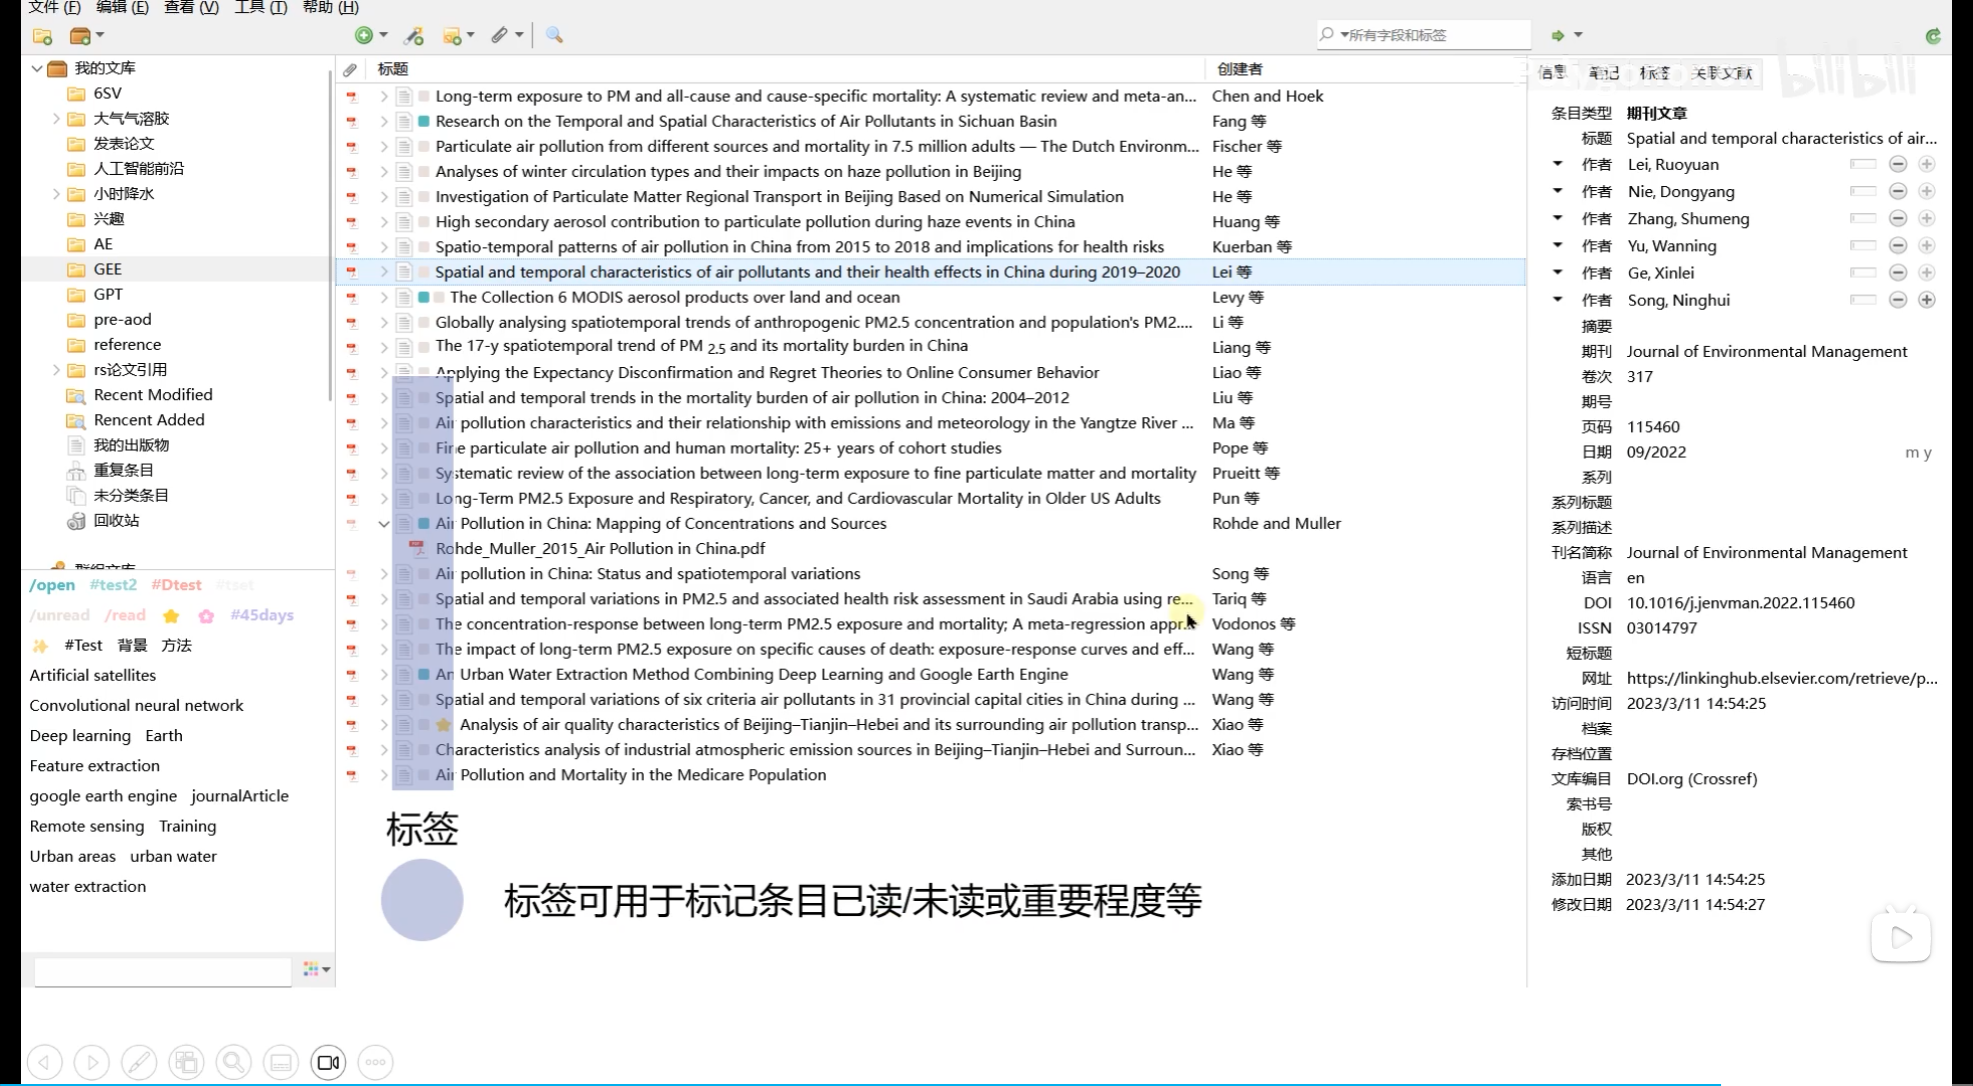 文件 (F) 编辑 (E) 查看 (V) 工具 (T) 帮助 (H)
所有字段和标签
我的文库
6SV
大气气溶胶
发表论文
人工智能前沿
小时降水
兴趣
AE
GEE
GPT
pre-aod
reference
rs论文引用
Recent Modified
Rencent Added
我的出版物
重复条目
未分类条目
回收站
/open #test2 #Dtest #tset
/unread /read #45days
#Test 背景 方法
Artificial satellites
Convolutional neural network
Deep learning Earth
Feature extraction
google earth engine journalArticle
Remote sensing Training
Urban areas urban water
water extraction
标题 创建者
Long-term exposure to PM and all-cause and cause-specific mortality: A systematic review and meta-an... Chen and Hoek
Research on the Temporal and Spatial Characteristics of Air Pollutants in Sichuan Basin Fang 等
Particulate air pollution from different sources and mortality in 7.5 million adults — The Dutch Environm... Fischer 等
Analyses of winter circulation types and their impacts on haze pollution in Beijing He 等
Investigation of Particulate Matter Regional Transport in Beijing Based on Numerical Simulation He 等
High secondary aerosol contribution to particulate pollution during haze events in China Huang 等
Spatio-temporal patterns of air pollution in China from 2015 to 2018 and implications for health risks Kuerban 等
Spatial and temporal characteristics of air pollutants and their health effects in China during 2019–2020 Lei 等
The Collection 6 MODIS aerosol products over land and ocean Levy 等
Globally analysing spatiotemporal trends of anthropogenic PM2.5 concentration and population's PM2.... Li 等
The 17-y spatiotemporal trend of PM 2.5 and its mortality burden in China Liang 等
Applying the Expectancy Disconfirmation and Regret Theories to Online Consumer Behavior Liao 等
Spatial and temporal trends in the mortality burden of air pollution in China: 2004–2012 Liu 等
Air pollution characteristics and their relationship with emissions and meteorology in the Yangtze River ... Ma 等
Fine particulate air pollution and human mortality: 25+ years of cohort studies Pope 等
Systematic review of the association between long-term exposure to fine particulate matter and mortality Prueitt 等
Long-Term PM2.5 Exposure and Respiratory, Cancer, and Cardiovascular Mortality in Older US Adults Pun 等
Air Pollution in China: Mapping of Concentrations and Sources Rohde and Muller
Rohde_Muller_2015_Air Pollution in China.pdf
Air pollution in China: Status and spatiotemporal variations Song 等
Spatial and temporal variations in PM2.5 and associated health risk assessment in Saudi Arabia using re... Tariq 等
The concentration-response between long-term PM2.5 exposure and mortality; A meta-regression appr... Vodonos 等
The impact of long-term PM2.5 exposure on specific causes of death: exposure-response curves and eff... Wang 等
An Urban Water Extraction Method Combining Deep Learning and Google Earth Engine Wang 等
Spatial and temporal variations of six criteria air pollutants in 31 provincial capital cities in China during ... Wang 等
Analysis of air quality characteristics of Beijing–Tianjin–Hebei and its surrounding air pollution transp... Xiao 等
Characteristics analysis of industrial atmospheric emission sources in Beijing–Tianjin–Hebei and Surroun... Xiao 等
Air Pollution and Mortality in the Medicare Population
标签
标签可用于标记条目已读/未读或重要程度等
信息 笔记 标签 关联文献
bilibili
条目类型 期刊文章
标题 Spatial and temporal characteristics of air...
作者 Lei, Ruoyuan
作者 Nie, Dongyang
作者 Zhang, Shumeng
作者 Yu, Wanning
作者 Ge, Xinlei
作者 Song, Ninghui
摘要
期刊 Journal of Environmental Management
卷次 317
期号
页码 115460
日期 09/2022 m y
系列
系列标题
系列描述
刊名简称 Journal of Environmental Management
语言 en
DOI 10.1016/j.jenvman.2022.115460
ISSN 03014797
短标题
网址 https://linkinghub.elsevier.com/retrieve/p...
访问时间 2023/3/11 14:54:25
档案
存档位置
文库编目 DOI.org (Crossref)
索书号
版权
其他
添加日期 2023/3/11 14:54:25
修改日期 2023/3/11 14:54:27